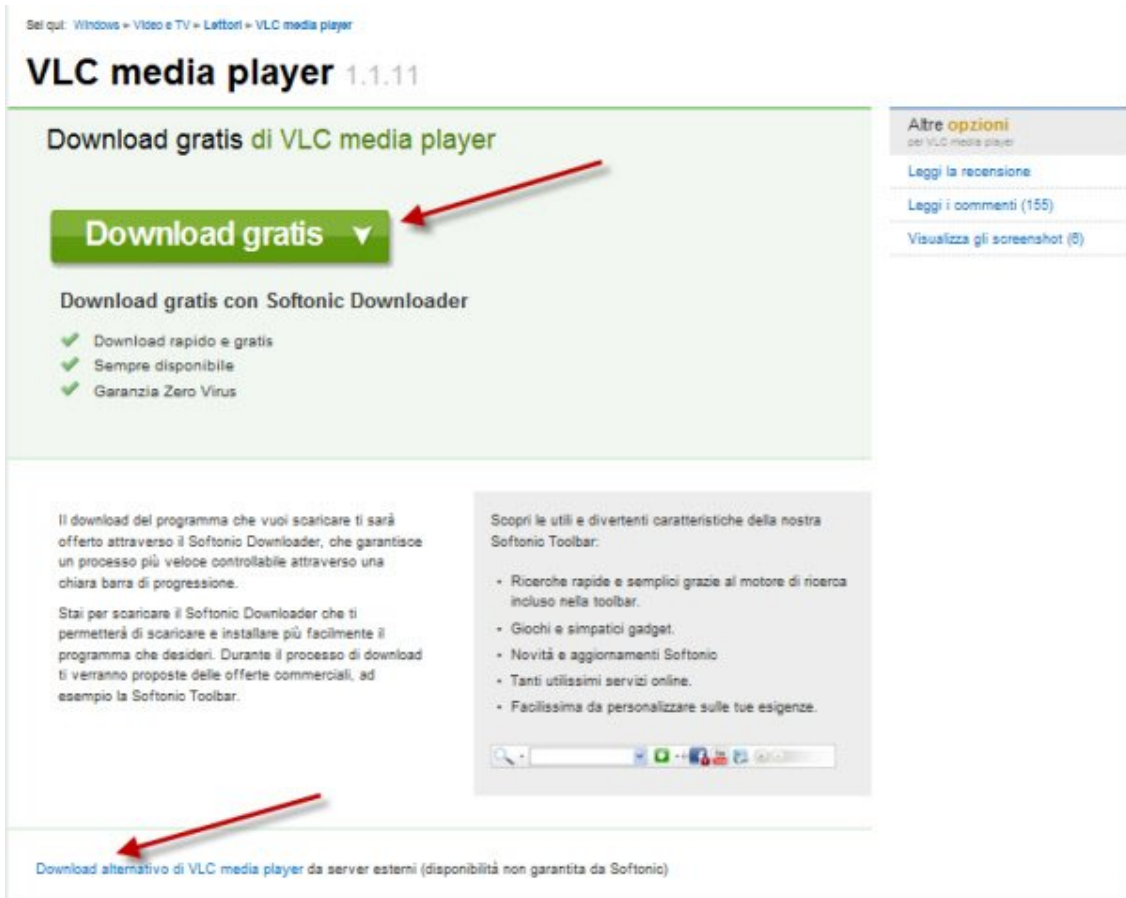 Sei qui: Windows » Video e TV » Lettori » VLC media player
VLC media player 1.1.11
Download gratis di VLC media player
Download gratis
Download gratis con Softonic Downloader
Download rapido e gratis
Sempre disponibile
Garanzia Zero Virus
Altre opzioni
per VLC media player
Leggi la recensione
Leggi i commenti (155)
Visualizza gli screenshot (6)
Il download del programma che vuoi scaricare ti sarà
offerto attraverso il Softonic Downloader, che garantisce
un processo più veloce controllabile attraverso una
chiara barra di progressione.
Stai per scaricare il Softonic Downloader che ti
permetterá di scaricare e installare più facilmente il
programma che desideri. Durante il processo di download
ti verranno proposte delle offerte commerciali, ad
esempio la Softonic Toolbar.
Scopri le utili e divertenti caratteristiche della nostra
Softonic Toolbar:
• Ricerche rapide e semplici grazie al motore di ricerca
incluso nella toolbar.
• Giochi e simpatici gadget.
• Novità e aggiornamenti Softonic
• Tanti utilissimi servizi online.
• Facilissima da personalizzare sulle tue esigenze.
Download alternativo di VLC media player da server esterni (disponibilità non garantita da Softonic)